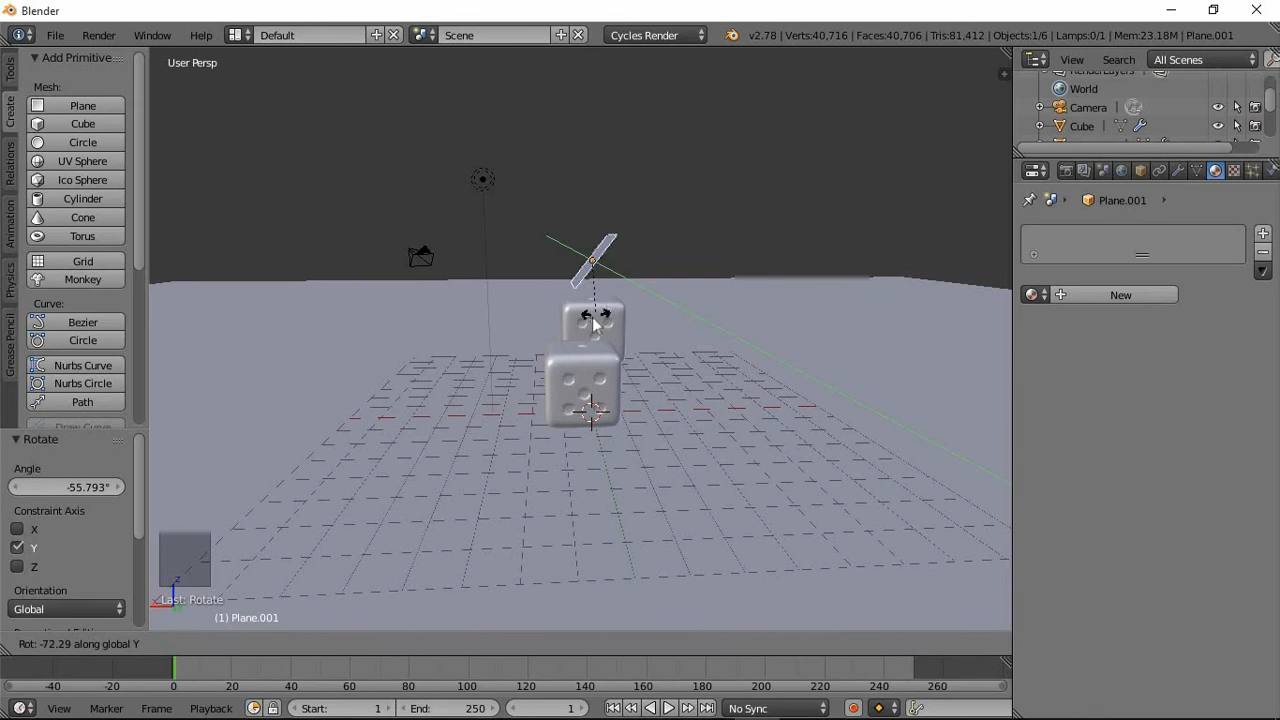 Blender
File Render Window Help Default Scene Cycles Render v2.78 | Verts:40,716 | Faces:40,706 | Tris:81,412 | Objects:1/6 | Lamps:0/1 | Mem:23.18M | Plane.001
Add Primitive
User Persp
View Search All Scenes
RenderLayers
World
Camera
Cube
Tools
Create
Relations
Animation
Physics
Grease Pencil
Mesh:
Plane
Cube
Circle
UV Sphere
Ico Sphere
Cylinder
Cone
Torus
Grid
Monkey
Curve:
Bezier
Circle
Nurbs Curve
Nurbs Circle
Path
Draw Curve
Plane.001
New
Rotate
Angle
-55.793°
Constraint Axis
X
Y
Z
Orientation
Global
z
Last: Rotate
(1) Plane.001
Rot: -72.29 along global Y
-40 -20 0 20 40 60 80 100 120 140 160 180 200 220 240 260
View Marker Frame Playback Start: 1 End: 250 1 No Sync